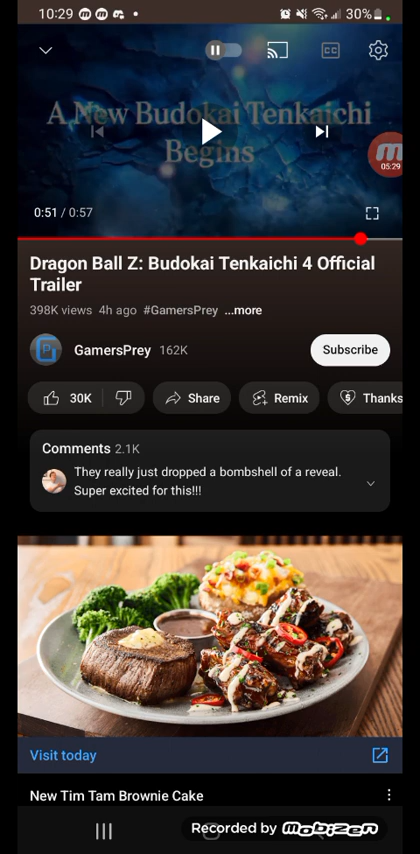 10:29
30%
CC
A New Budokai Tenkaichi
Begins
05:29
0:51 / 0:57
Dragon Ball Z: Budokai Tenkaichi 4 Official
Trailer
398K views 4h ago #GamersPrey ...more
GamersPrey 162K
Subscribe
30K
Share
Remix
Thanks
Comments 2.1K
They really just dropped a bombshell of a reveal.
Super excited for this!!!
Visit today
New Tim Tam Brownie Cake
Recorded by Mobizen